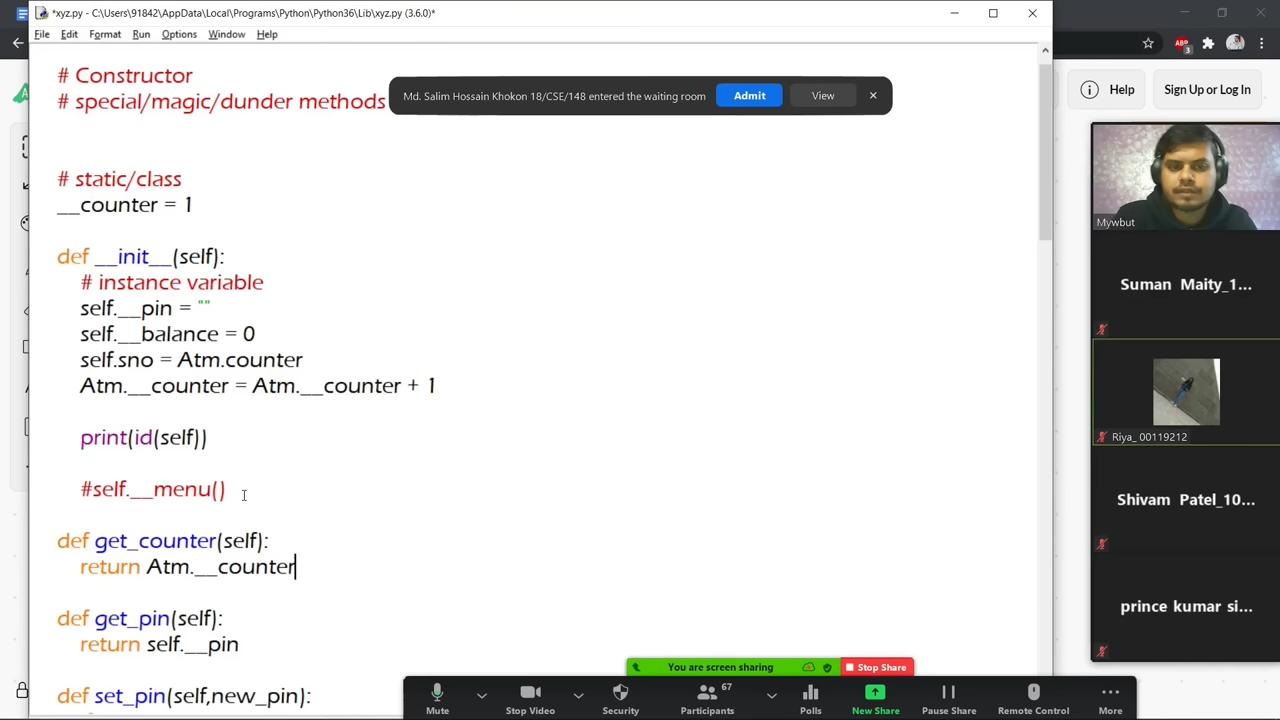 *xyz.py - C:\Users\91842\AppData\Local\Programs\Python\Python36\Lib\xyz.py (3.6.0)*
File Edit Format Run Options Window Help
# Constructor
# special/magic/dunder methods
Md. Salim Hossain Khokon 18/CSE/148 entered the waiting room Admit View ×
ABP 3
Help Sign Up or Log In
# static/class
__counter = 1
def __init__(self):
# instance variable
self.__pin = ""
self.__balance = 0
self.sno = Atm.counter
Atm.__counter = Atm.__counter + 1
print(id(self))
#self.__menu()
def get_counter(self):
return Atm.__counter
def get_pin(self):
return self.__pin
def set_pin(self,new_pin):
Mywbut
Suman Maity_1...
Riya_ 00119212
Shivam Patel_10...
prince kumar si...
You are screen sharing Stop Share
Mute Stop Video Security Participants 67 Polls New Share Pause Share Remote Control More